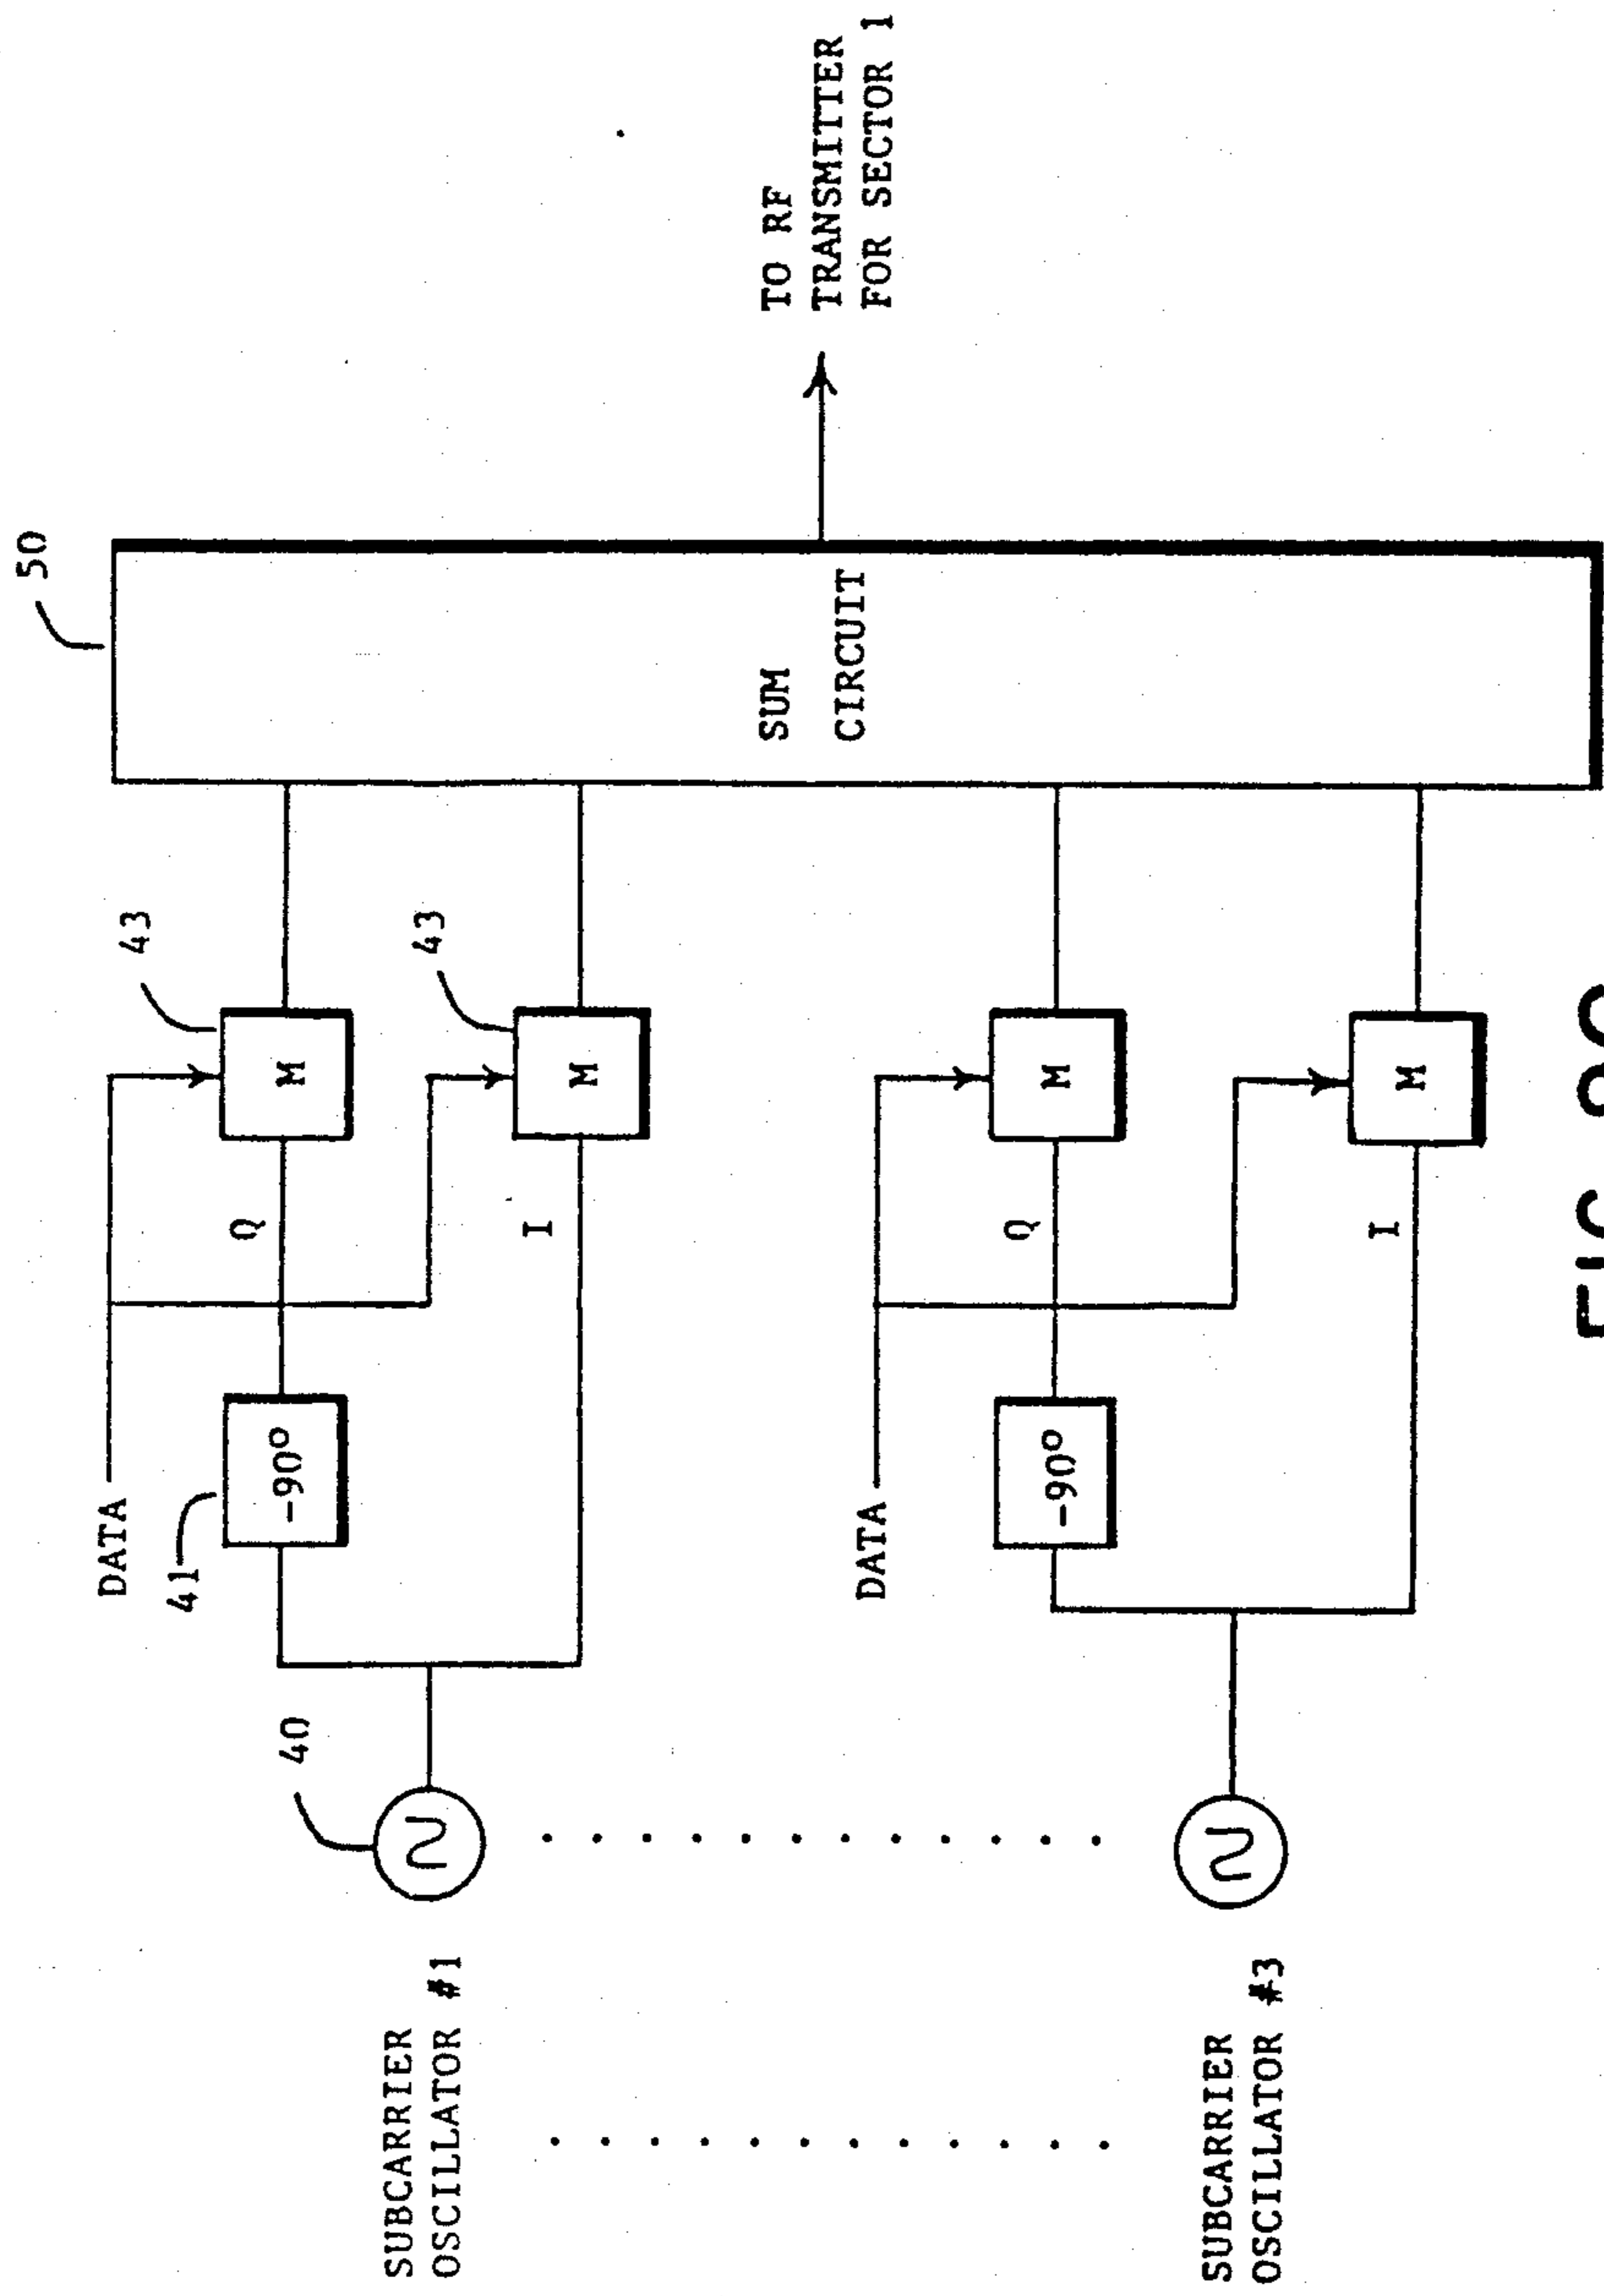 50
43
DATA
41
-90°
Q
M
40
43
SUBCARRIER
OSCILLATOR #1
I
M
SUM
CIRCUIT
TO RF
TRANSMITTER
FOR SECTOR 1
DATA
-90°
Q
M
SUBCARRIER
OSCILLATOR #3
I
M